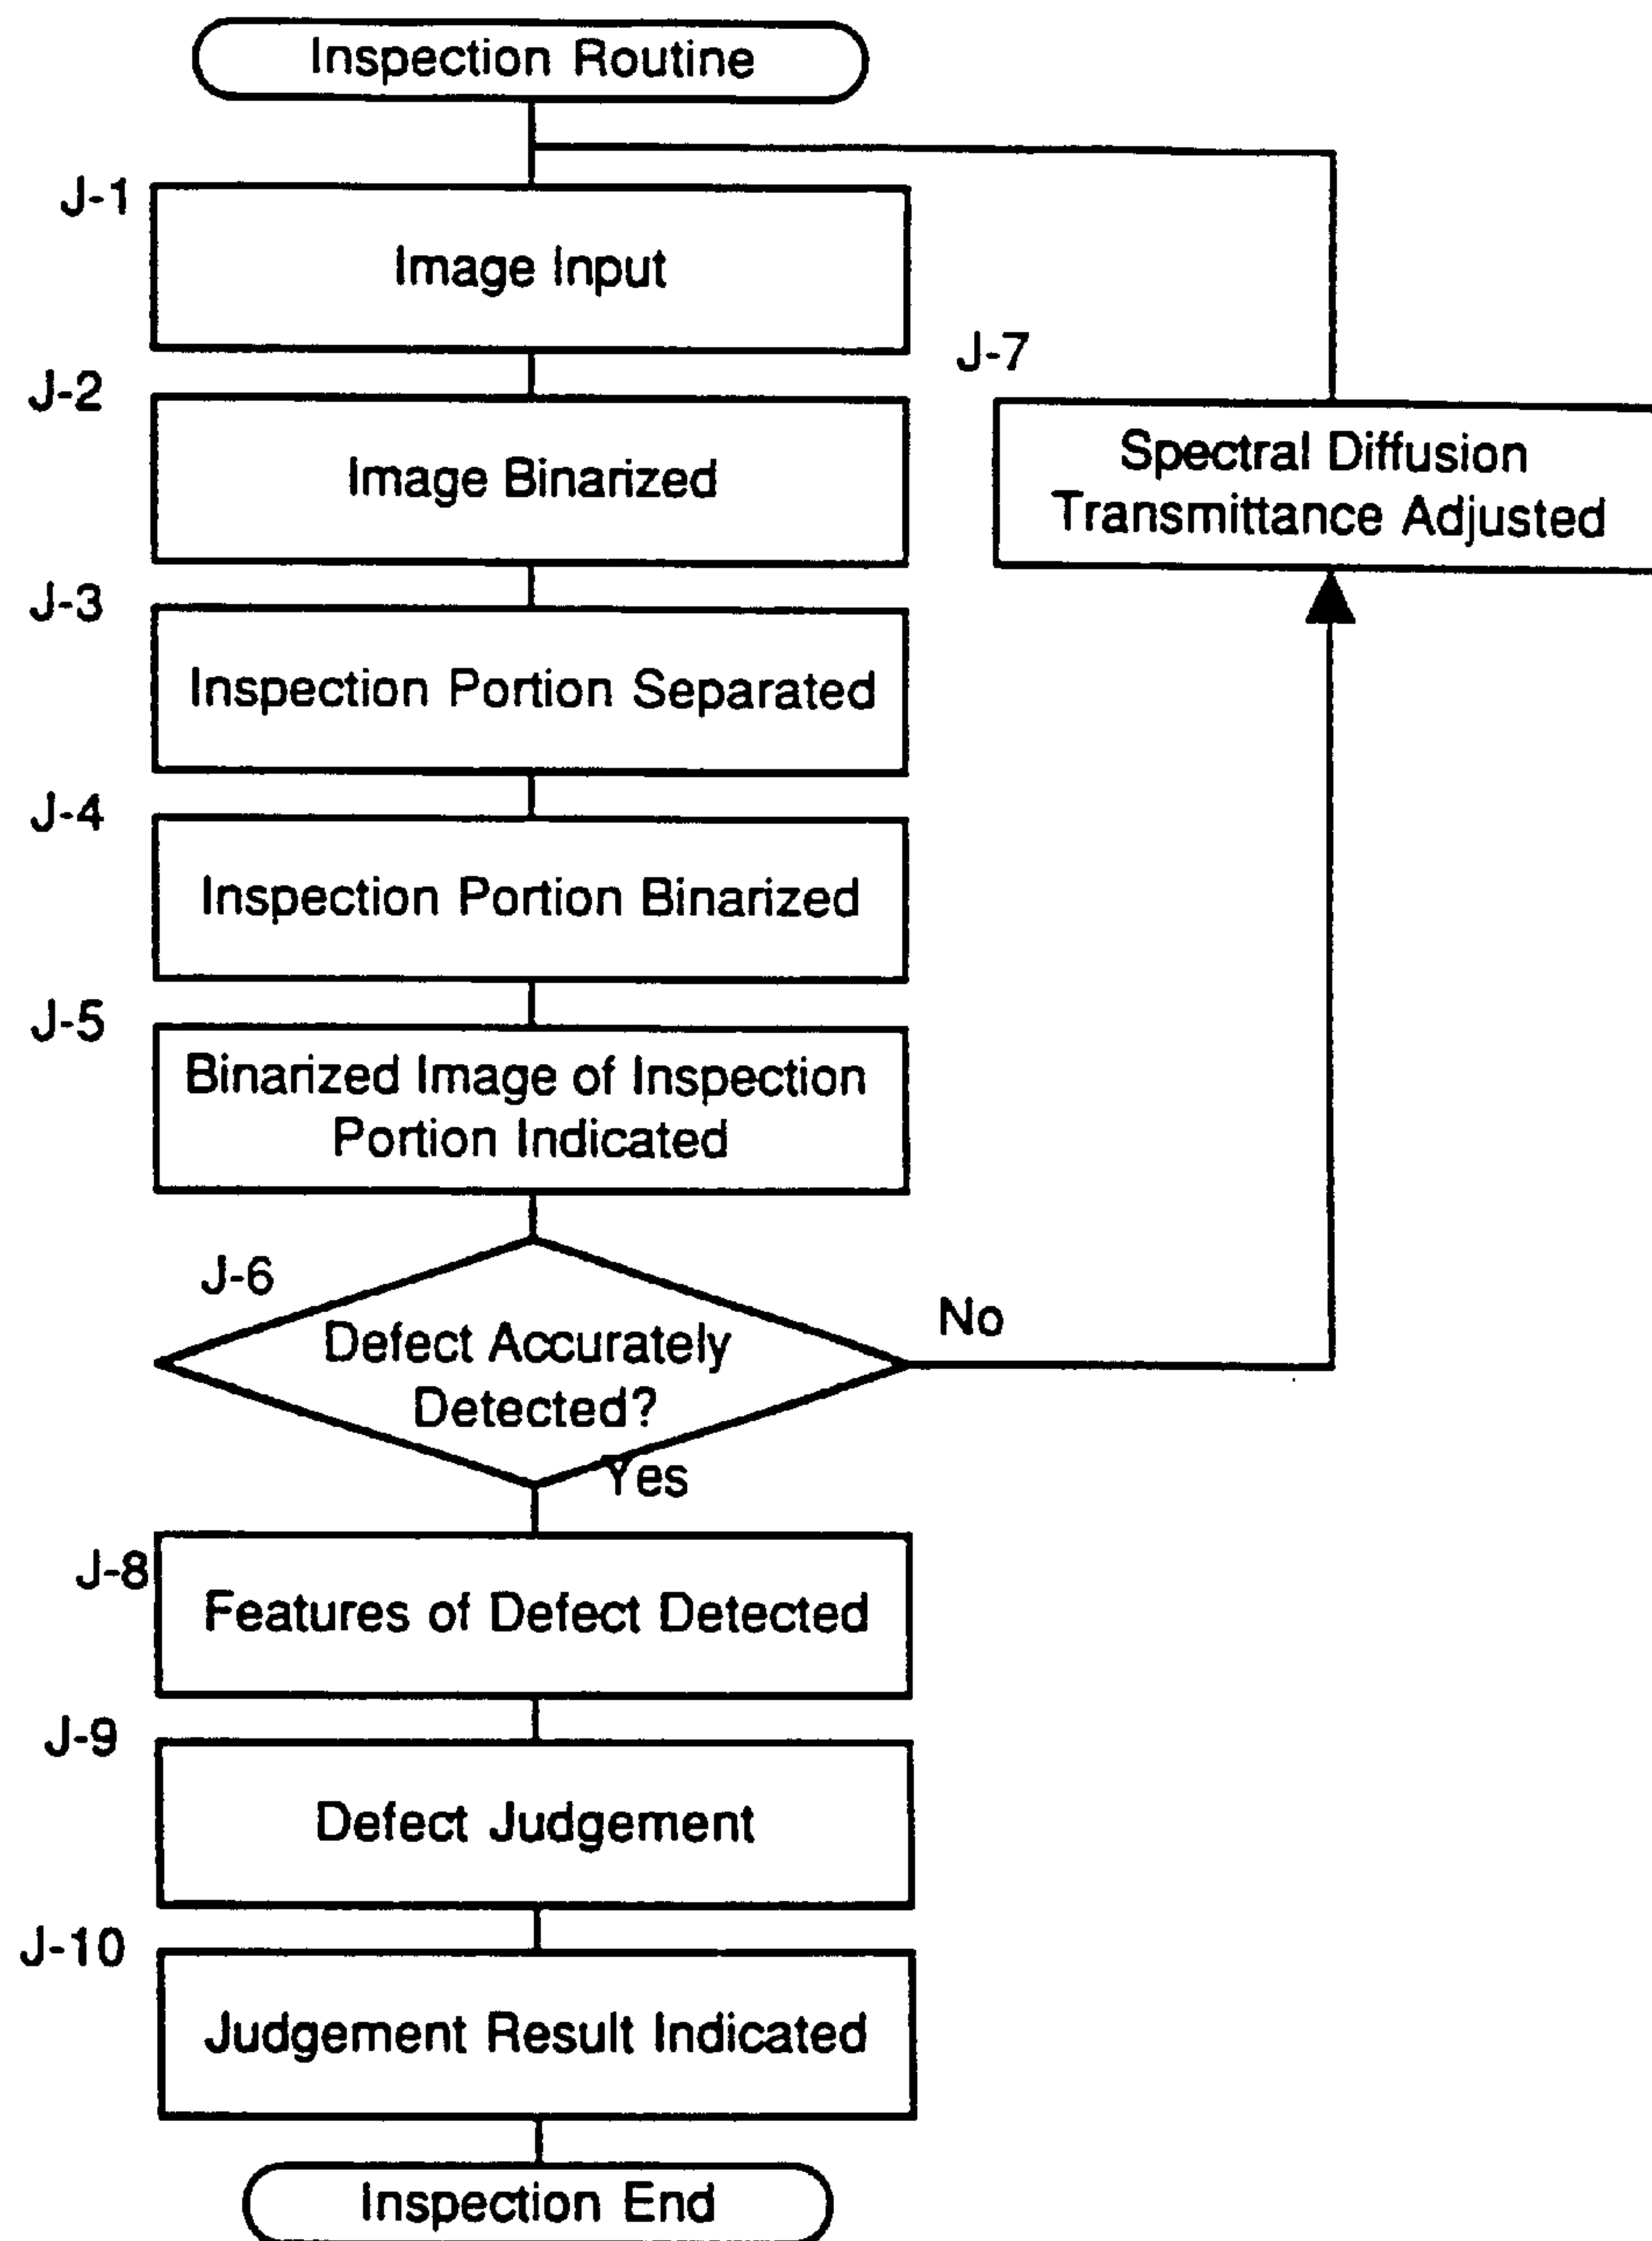 Inspection Routine
J-1
Image Input
J-2
Image Binarized
J-3
Inspection Portion Separated
J-4
Inspection Portion Binarized
J-5
Binarized Image of Inspection
Portion Indicated
J-6
Defect Accurately
Detected?
No
Yes
J-7
Spectral Diffusion
Transmittance Adjusted
J-8
Features of Defect Detected
J-9
Defect Judgement
J-10
Judgement Result Indicated
Inspection End